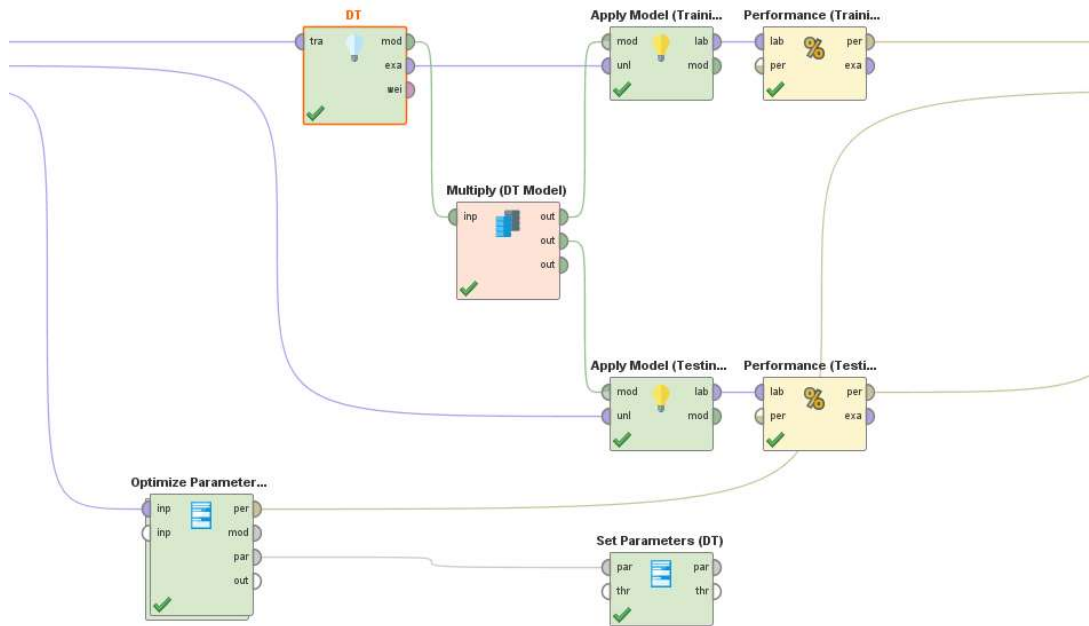 DT
tra mod
exa
wei
Apply Model (Traini...
mod lab
unl mod
Performance (Traini...
lab per
per exa
Multiply (DT Model)
inp out
out
out
Apply Model (Testin...
mod lab
unl mod
Performance (Testi...
lab per
per exa
Optimize Parameter...
inp per
inp mod
par
out
Set Parameters (DT)
par par
thr thr